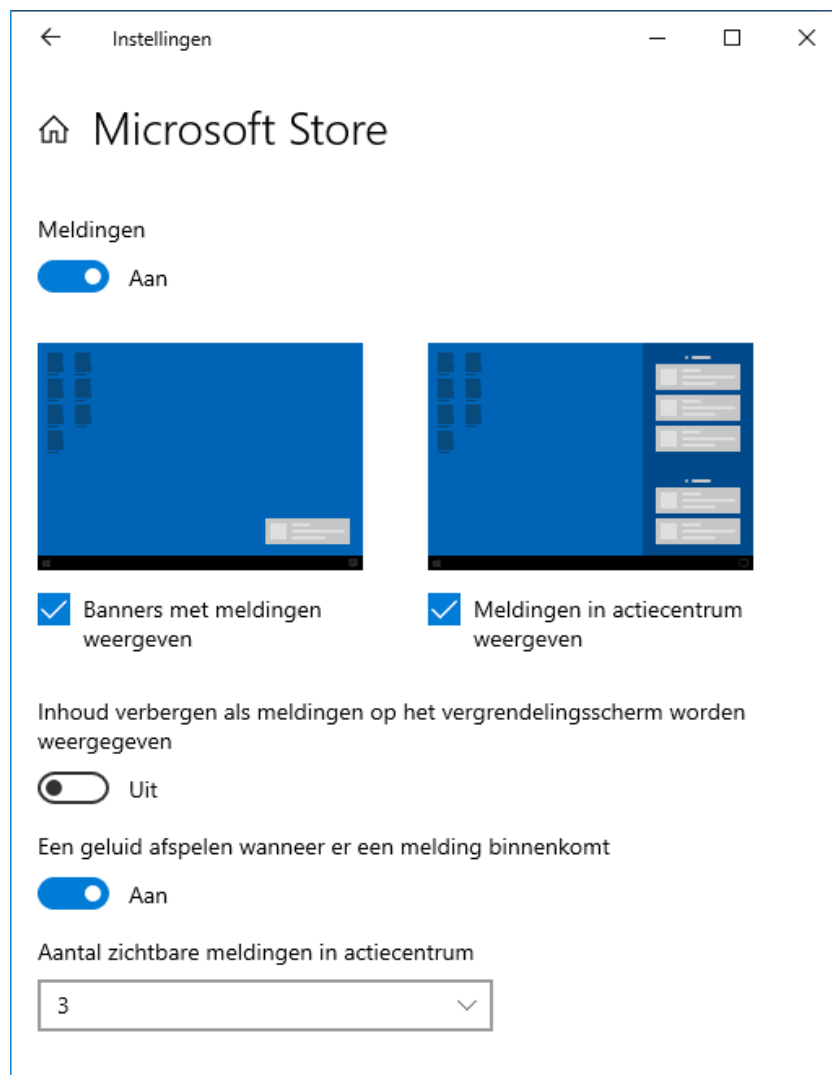 Instellingen
Microsoft Store
Meldingen
Aan
Banners met meldingen
weergeven
Meldingen in actiecentrum
weergeven
Inhoud verbergen als meldingen op het vergrendelingsscherm worden
weergegeven
Uit
Een geluid afspelen wanneer er een melding binnenkomt
Aan
Aantal zichtbare meldingen in actiecentrum
3